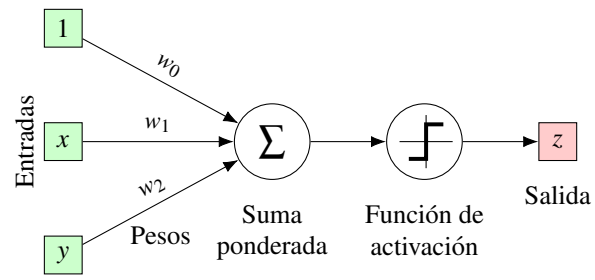 1
w0
Entradas
x
w1
Σ
z
w2
y
Pesos
Suma
ponderada
Función de
activación
Salida